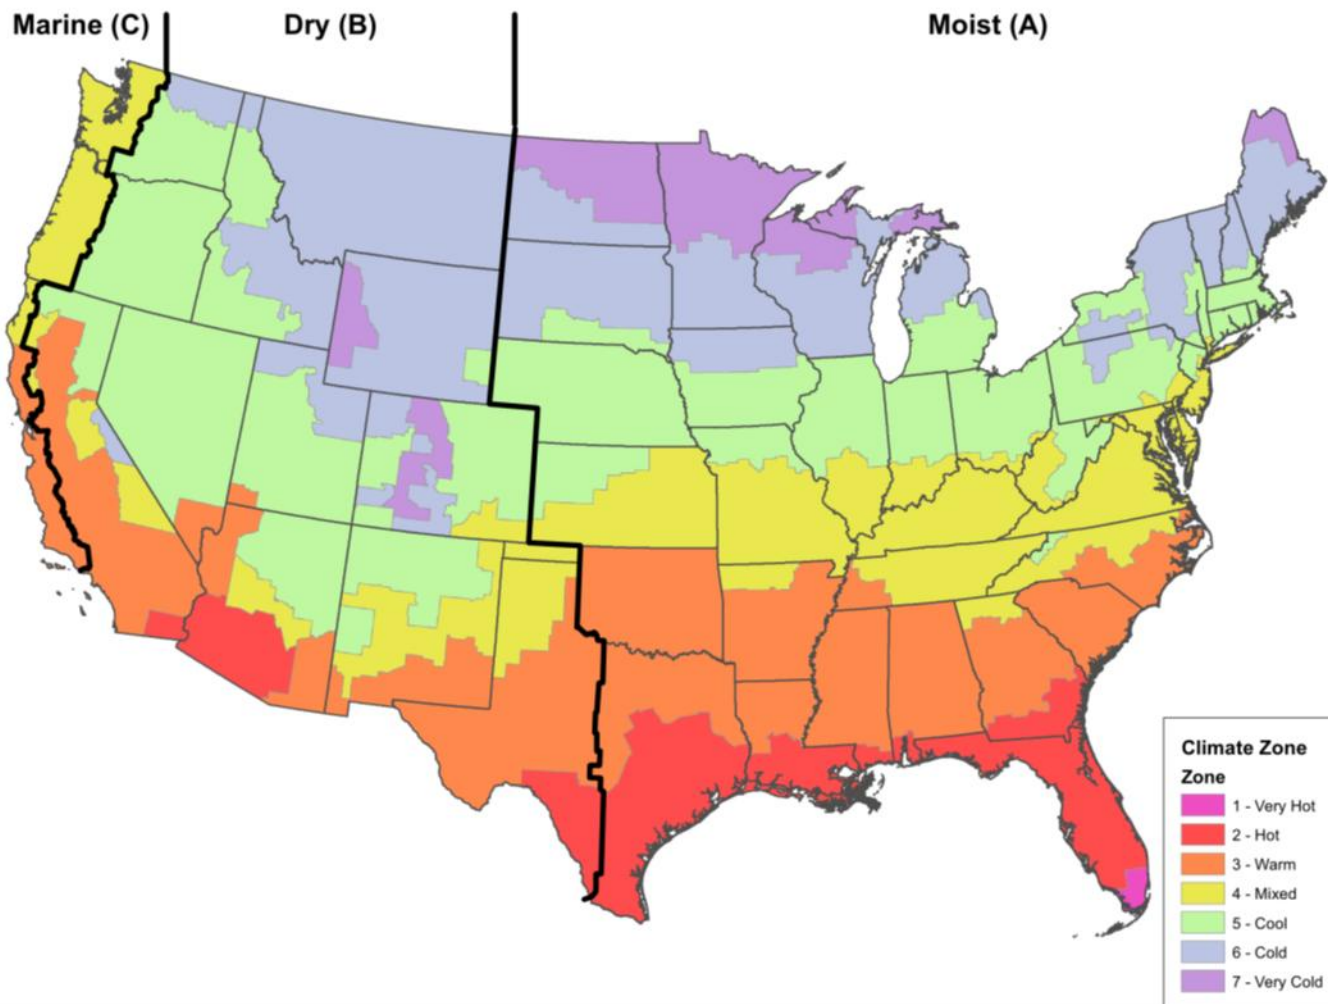 Marine (C)
Dry (B)
Moist (A)
Climate Zone
Zone
1 - Very Hot
2 - Hot
3 - Warm
4 - Mixed
5 - Cool
6 - Cold
7 - Very Cold